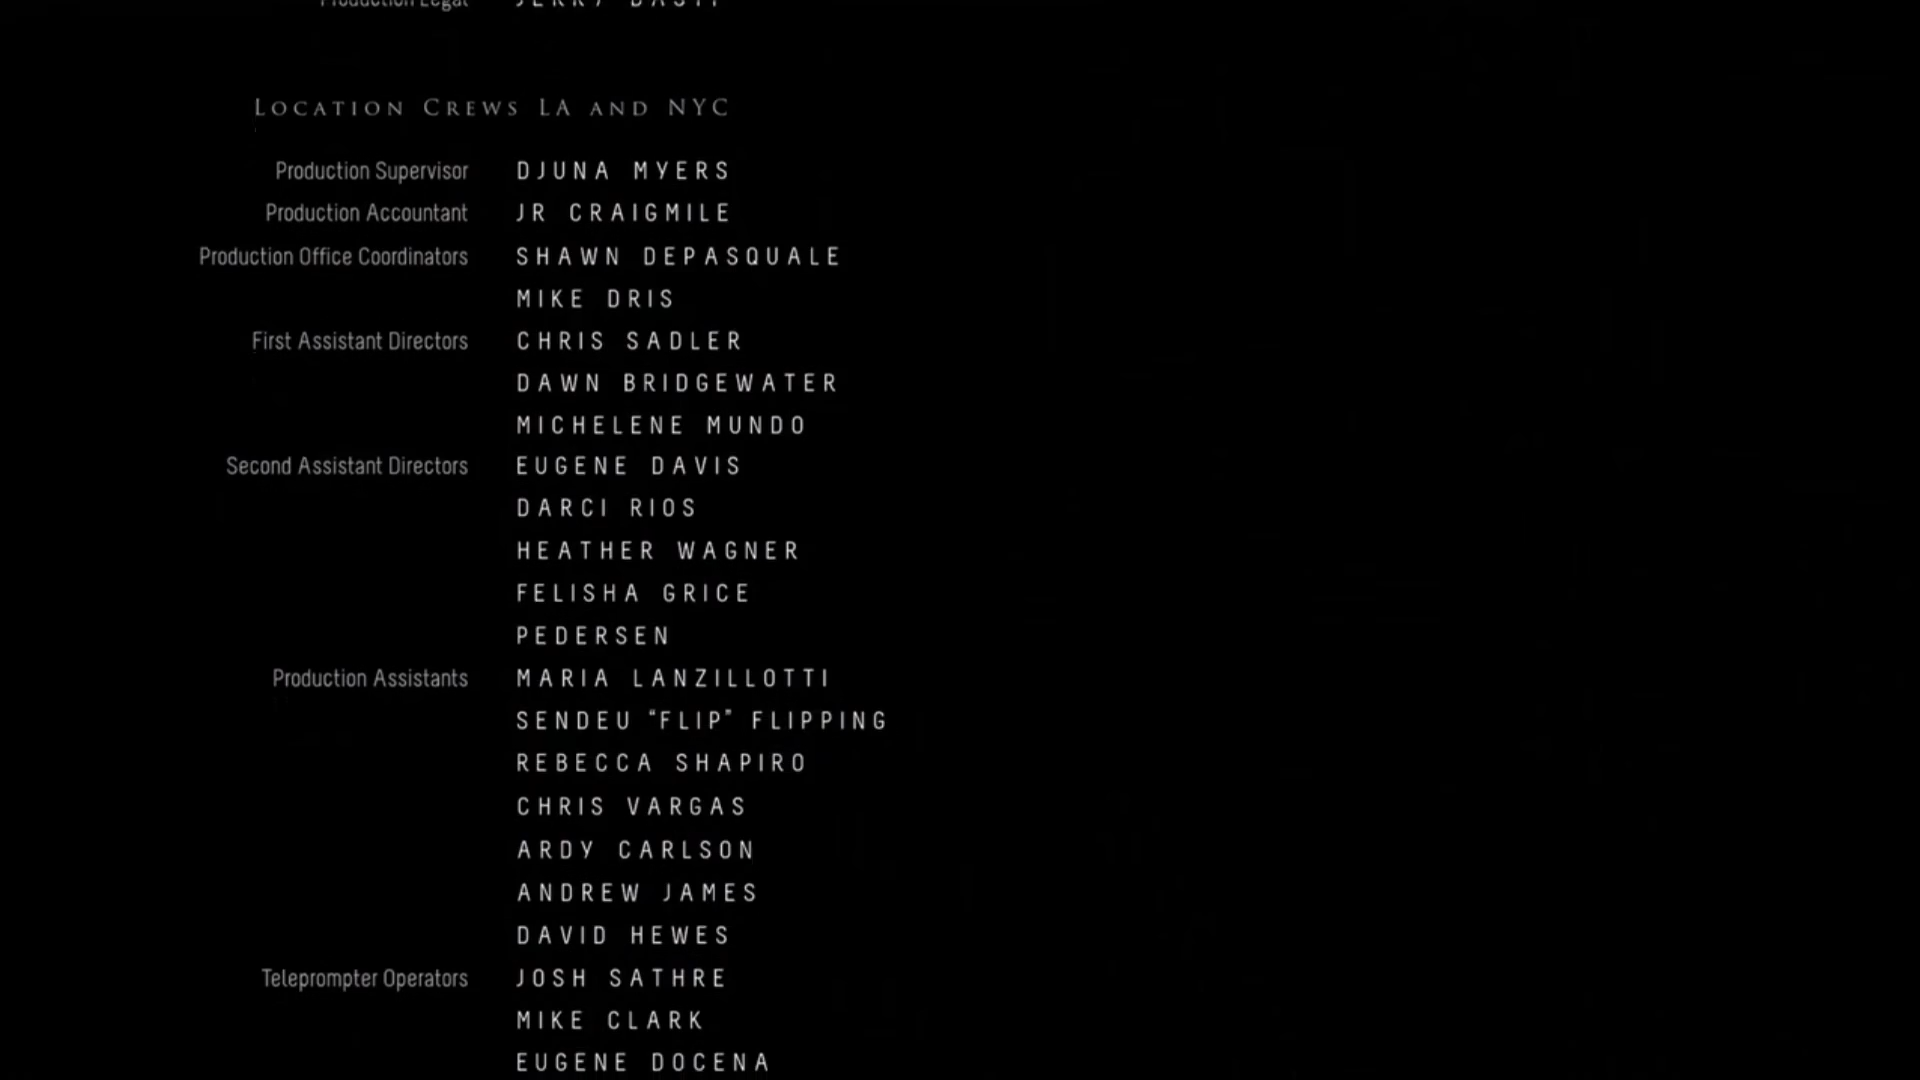 Production Legal
Location Crews LA and NYC
Production Supervisor DJUNA MYERS
Production Accountant JR CRAIGMILE
Production Office Coordinators SHAWN DEPASQUALE
MIKE DRIS
First Assistant Directors CHRIS SADLER
DAWN BRIDGEWATER
MICHELENE MUNDO
Second Assistant Directors EUGENE DAVIS
DARCI RIOS
HEATHER WAGNER
FELISHA GRICE
PEDERSEN
Production Assistants MARIA LANZILLOTTI
SENDEU “FLIP” FLIPPING
REBECCA SHAPIRO
CHRIS VARGAS
ARDY CARLSON
ANDREW JAMES
DAVID HEWES
Teleprompter Operators JOSH SATHRE
MIKE CLARK
EUGENE DOCENA